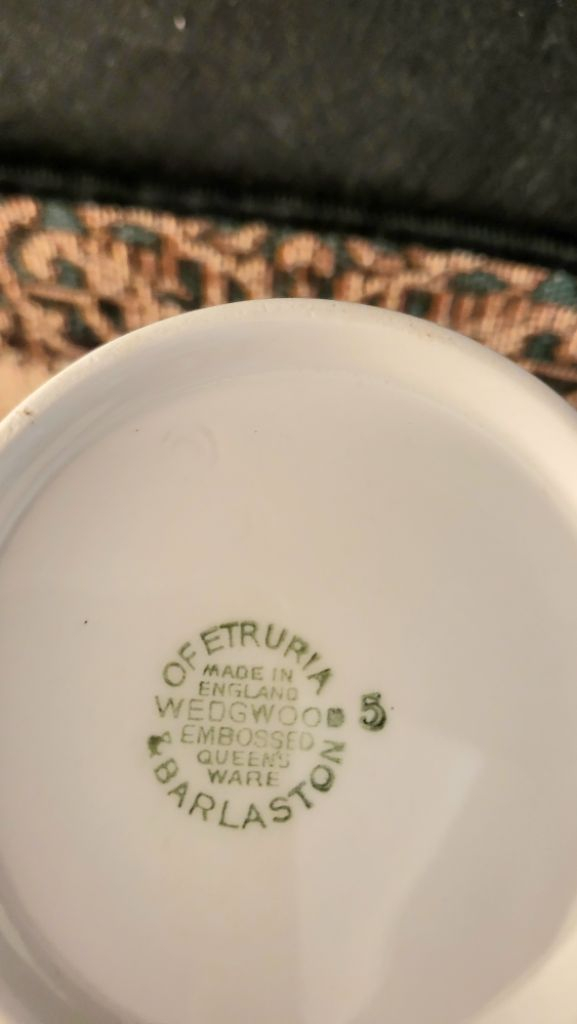 OF ETRURIA
MADE IN
ENGLAND
WEDGWOOD 5
EMBOSSED
QUEEN'S
WARE
& BARLASTON